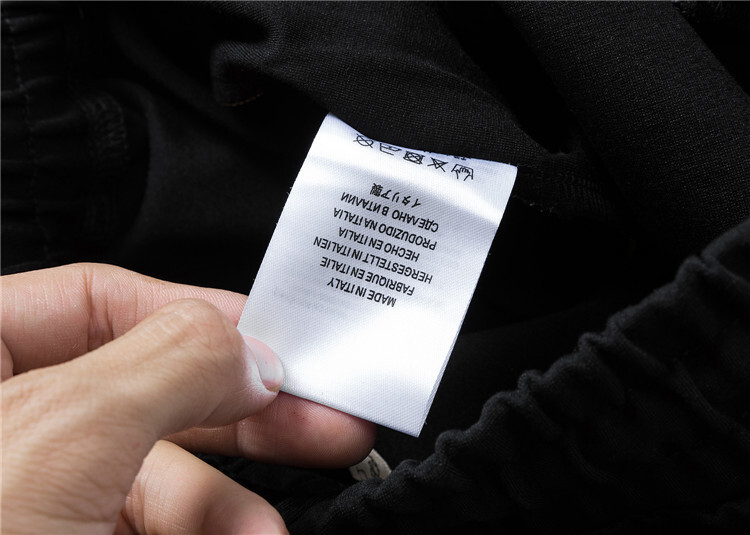 MADE IN ITALY
FABRIQUE EN ITALIE
HERGESTELLT IN ITALIEN
HECHO EN ITALIA
PRODUZIDO NA ITALIA
СДЕЛАНО В ИТАЛИИ
イタリア製